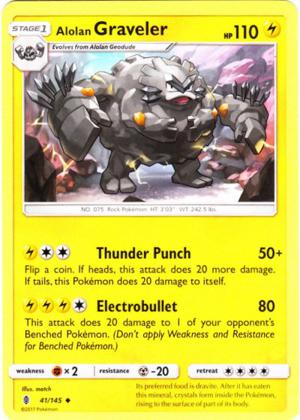 STAGE 1
Alolan Graveler
HP 110
Evolves from Alolan Geodude
NO. 075 Rock Pokémon HT: 3'03" WT: 242.5 lbs.
Thunder Punch 50+
Flip a coin. If heads, this attack does 20 more damage.
If tails, this Pokémon does 20 damage to itself.
Electrobullet 80
This attack does 20 damage to 1 of your opponent's
Benched Pokémon. (Don't apply Weakness and Resistance
for Benched Pokémon.)
weakness × 2 resistance -20 retreat
Illus. match
41/145
©2017 Pokémon
Its preferred food is dravite. After it has eaten
this mineral, crystals form inside the Pokémon,
rising to the surface of part of its body.